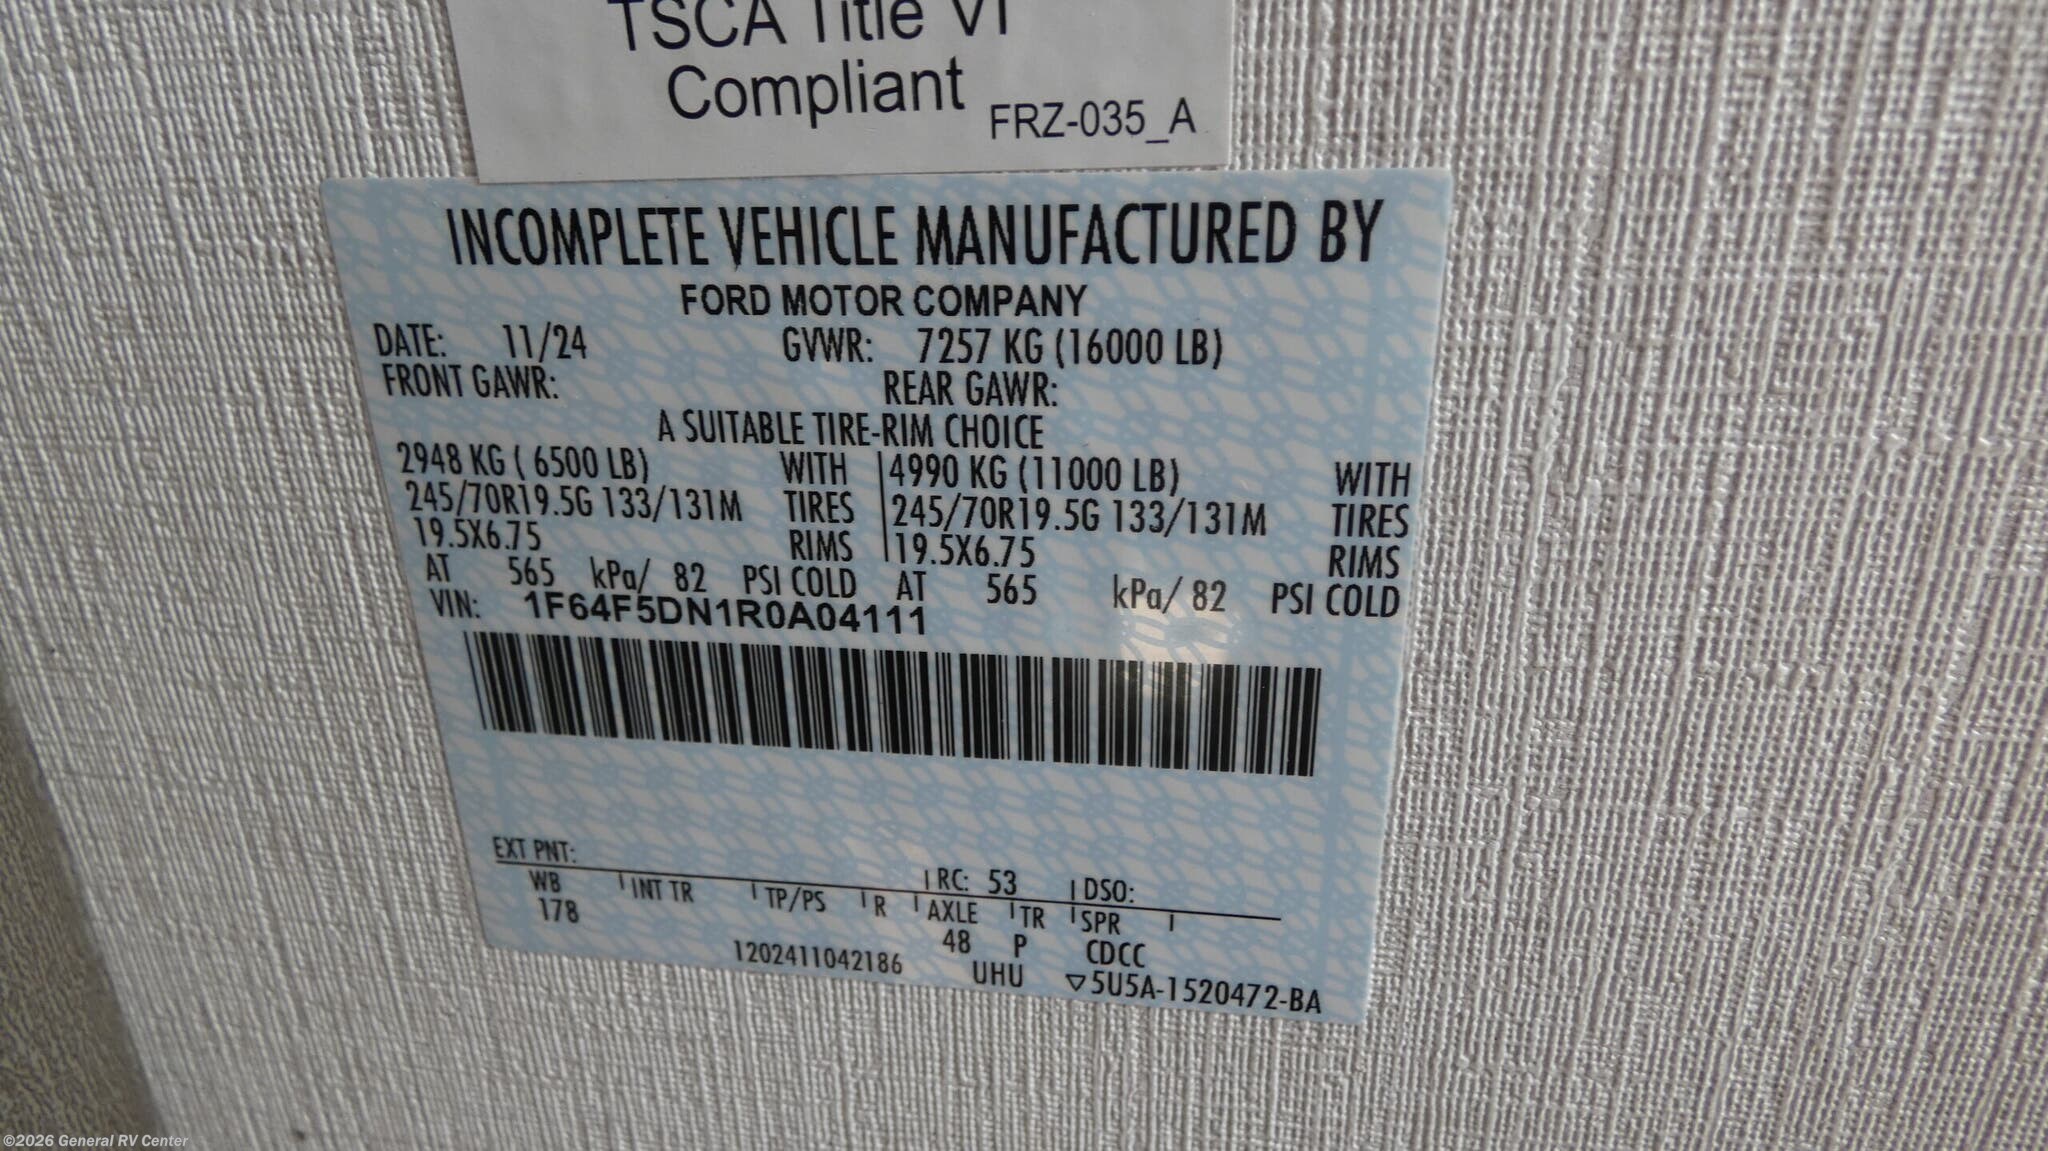 TSCA Title VI
Compliant
FRZ-035_A
INCOMPLETE VEHICLE MANUFACTURED BY
FORD MOTOR COMPANY
DATE: 11/24 GVWR: 7257 KG (16000 LB)
FRONT GAWR: REAR GAWR:
A SUITABLE TIRE-RIM CHOICE
2948 KG ( 6500 LB) WITH 4990 KG (11000 LB) WITH
245/70R19.5G 133/131M TIRES 245/70R19.5G 133/131M TIRES
19.5X6.75 RIMS 19.5X6.75 RIMS
AT 565 kPa/ 82 PSI COLD AT 565 kPa/ 82 PSI COLD
VIN: 1F64F5DN1R0A04111
EXT PNT: RC: 53 DSO:
WB INT TR TP/PS R AXLE TR SPR
178 48 P CDCC
1202411042186 UHU ▽5U5A-1520472-BA
©2026 General RV Center